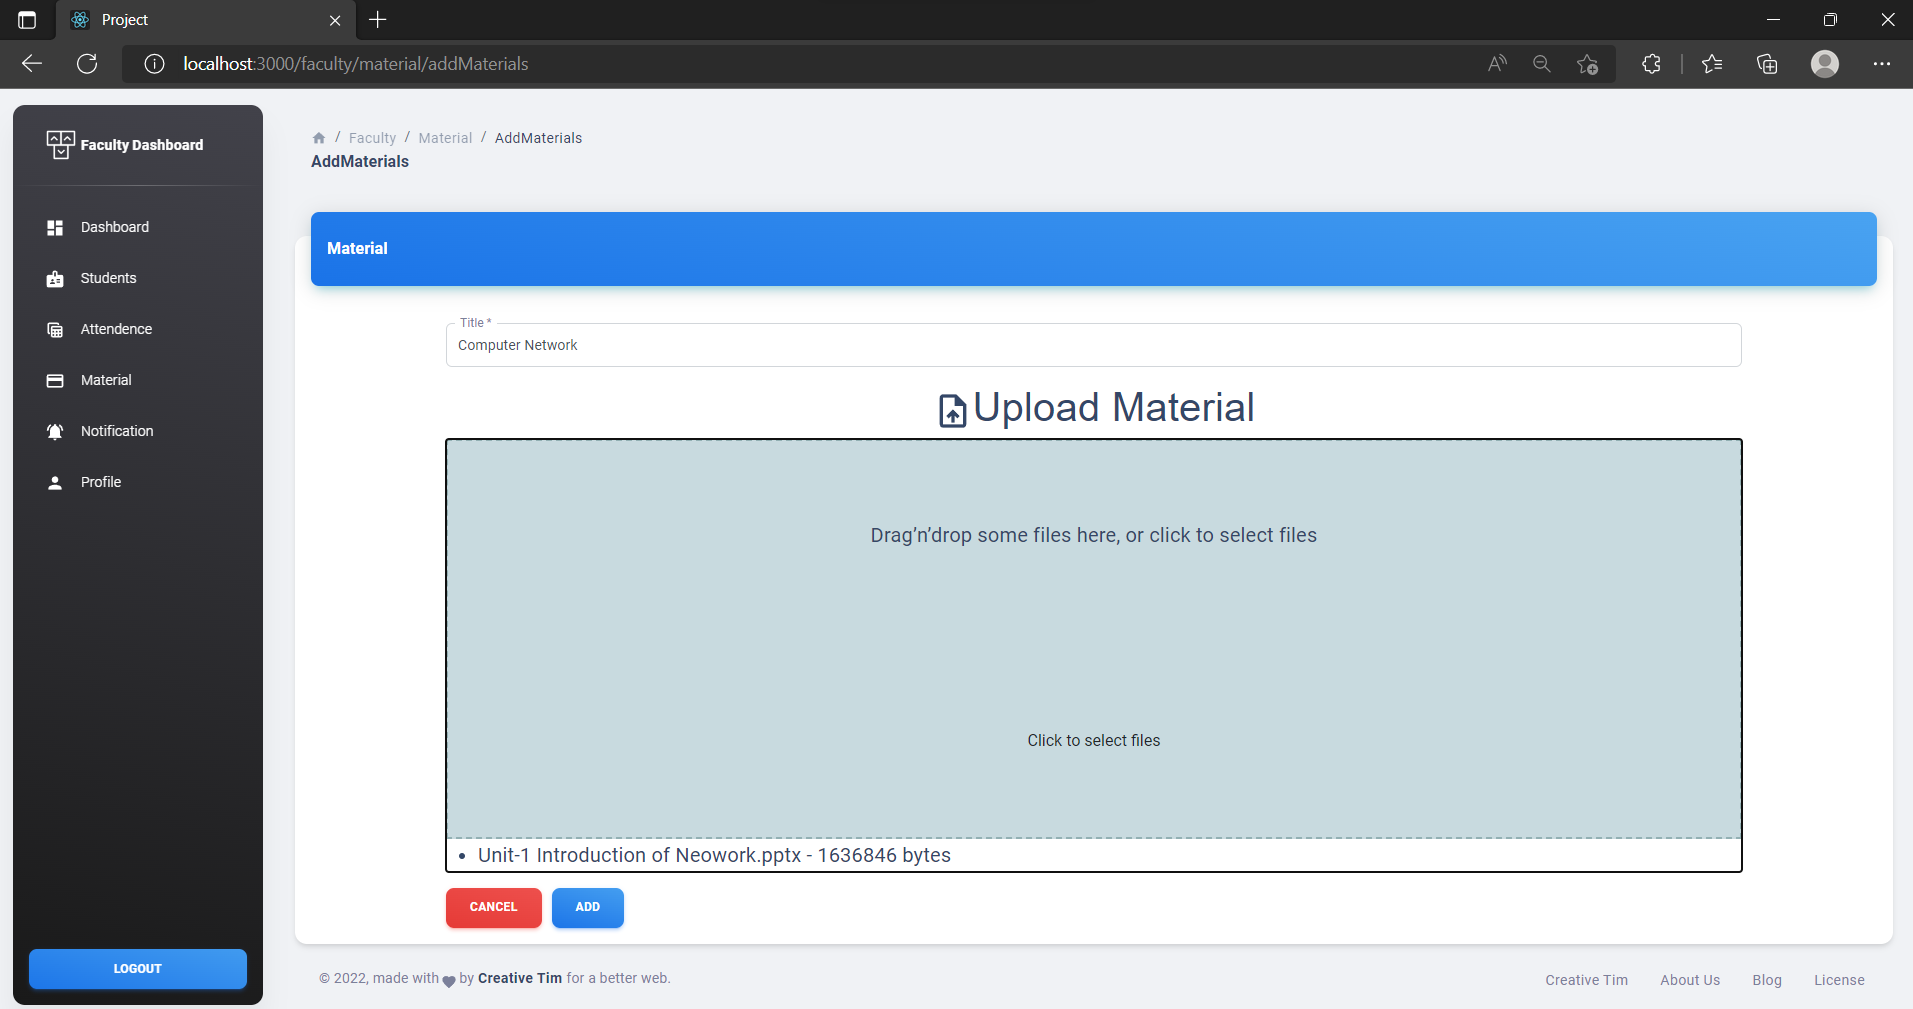 Project
localhost:3000/faculty/material/addMaterials
Faculty Dashboard
Dashboard
Students
Attendence
Material
Notification
Profile
LOGOUT
/ Faculty / Material / AddMaterials
AddMaterials
Material
Title *
Computer Network
Upload Material
Drag'n'drop some files here, or click to select files
Click to select files
• Unit-1 Introduction of Neowork.pptx - 1636846 bytes
CANCEL
ADD
© 2022, made with by Creative Tim for a better web.
Creative Tim
About Us
Blog
License